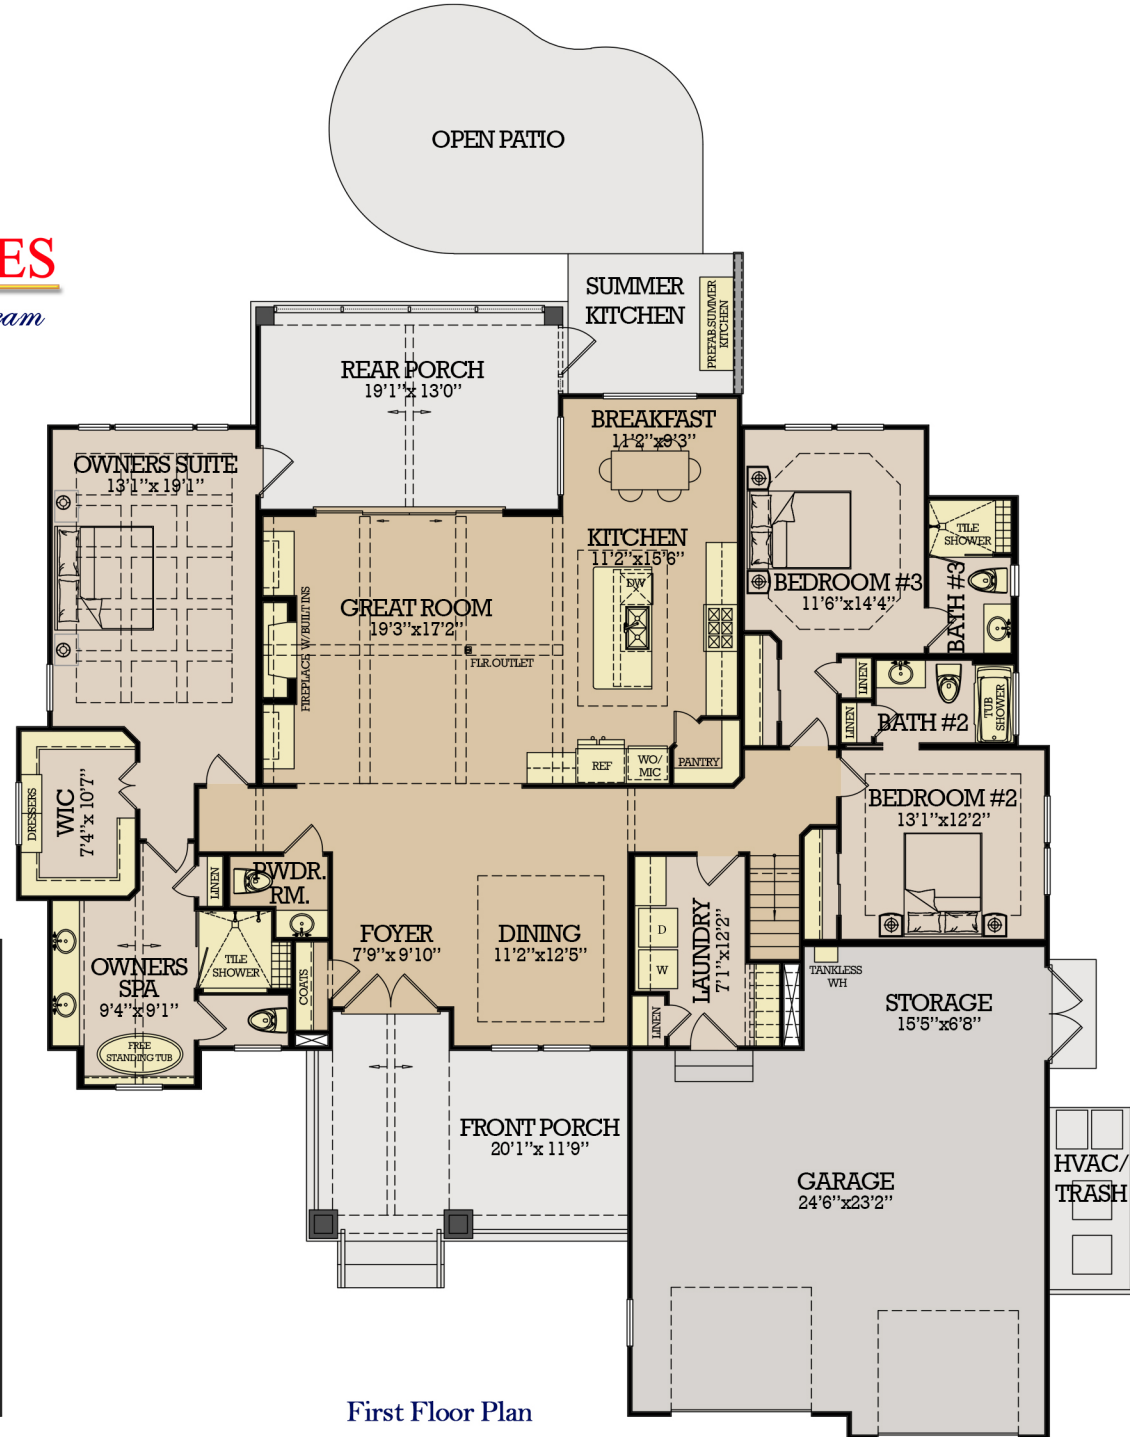 OPEN PATIO
ES
SUMMER
KITCHEN
PREFAB.SUMMER
KITCHEN
REAR PORCH
19'1"x 13'0"
BREAKFAST
11'2"x9'3"
OWNERS SUITE
13'1"x 19'1"
KITCHEN
11'2"x15'6"
DW
TILE
SHOWER
BEDROOM #3
11'6"x14'4"
BATH #3
GREAT ROOM
19'3"x17'2"
FIREPLACE W/BUILT INS
FLR.OUTLET
LINEN
LINEN
BATH #2
TUB
SHOWER
REF
WO/
MIC
PANTRY
DRESSERS
WIC
7'4"x 10'7"
BEDROOM #2
13'1"x12'2"
LINEN
PWDR.
RM.
FOYER
7'9"x 9'10"
DINING
11'2"x12'5"
D
W
LAUNDRY
7'1"x12'2"
TILE
SHOWER
COATS
OWNERS
SPA
9'4"x9'1"
FREE
STANDING TUB
LINEN
TANKLESS
WH
STORAGE
15'5"x6'8"
FRONT PORCH
20'1"x 11'9"
GARAGE
24'6"x23'2"
HVAC/
TRASH
First Floor Plan